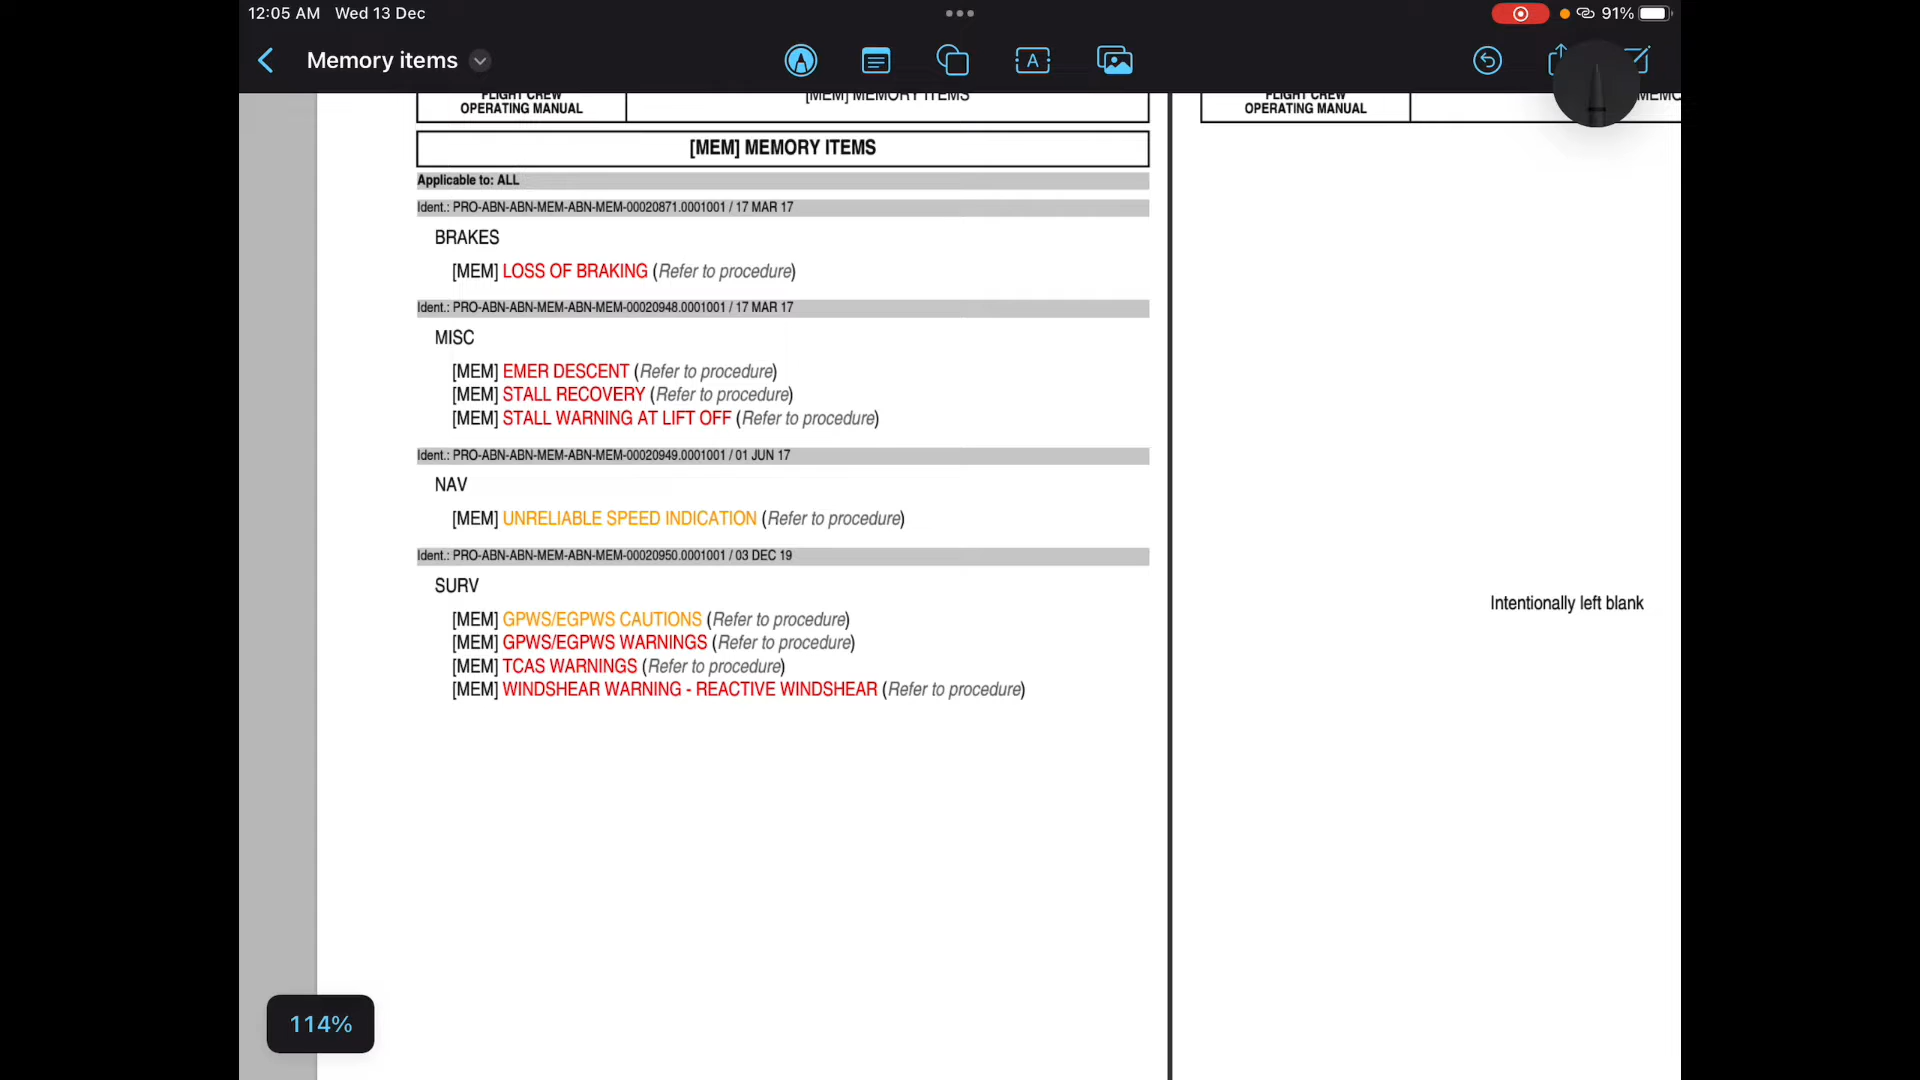 12:05 AM Wed 13 Dec
91%
Memory items
A
FLIGHT CREW
OPERATING MANUAL
[MEM] MEMORY ITEMS
[MEM] MEMORY ITEMS
Applicable to: ALL
Ident.: PRO-ABN-ABN-MEM-ABN-MEM-00020871.0001001 / 17 MAR 17
BRAKES
[MEM] LOSS OF BRAKING (Refer to procedure)
Ident.: PRO-ABN-ABN-MEM-ABN-MEM-00020948.0001001 / 17 MAR 17
MISC
[MEM] EMER DESCENT (Refer to procedure)
[MEM] STALL RECOVERY (Refer to procedure)
[MEM] STALL WARNING AT LIFT OFF (Refer to procedure)
Ident.: PRO-ABN-ABN-MEM-ABN-MEM-00020949.0001001 / 01 JUN 17
NAV
[MEM] UNRELIABLE SPEED INDICATION (Refer to procedure)
Ident.: PRO-ABN-ABN-MEM-ABN-MEM-00020950.0001001 / 03 DEC 19
SURV
[MEM] GPWS/EGPWS CAUTIONS (Refer to procedure)
[MEM] GPWS/EGPWS WARNINGS (Refer to procedure)
[MEM] TCAS WARNINGS (Refer to procedure)
[MEM] WINDSHEAR WARNING - REACTIVE WINDSHEAR (Refer to procedure)
FLIGHT CREW
OPERATING MANUAL
Intentionally left blank
114%